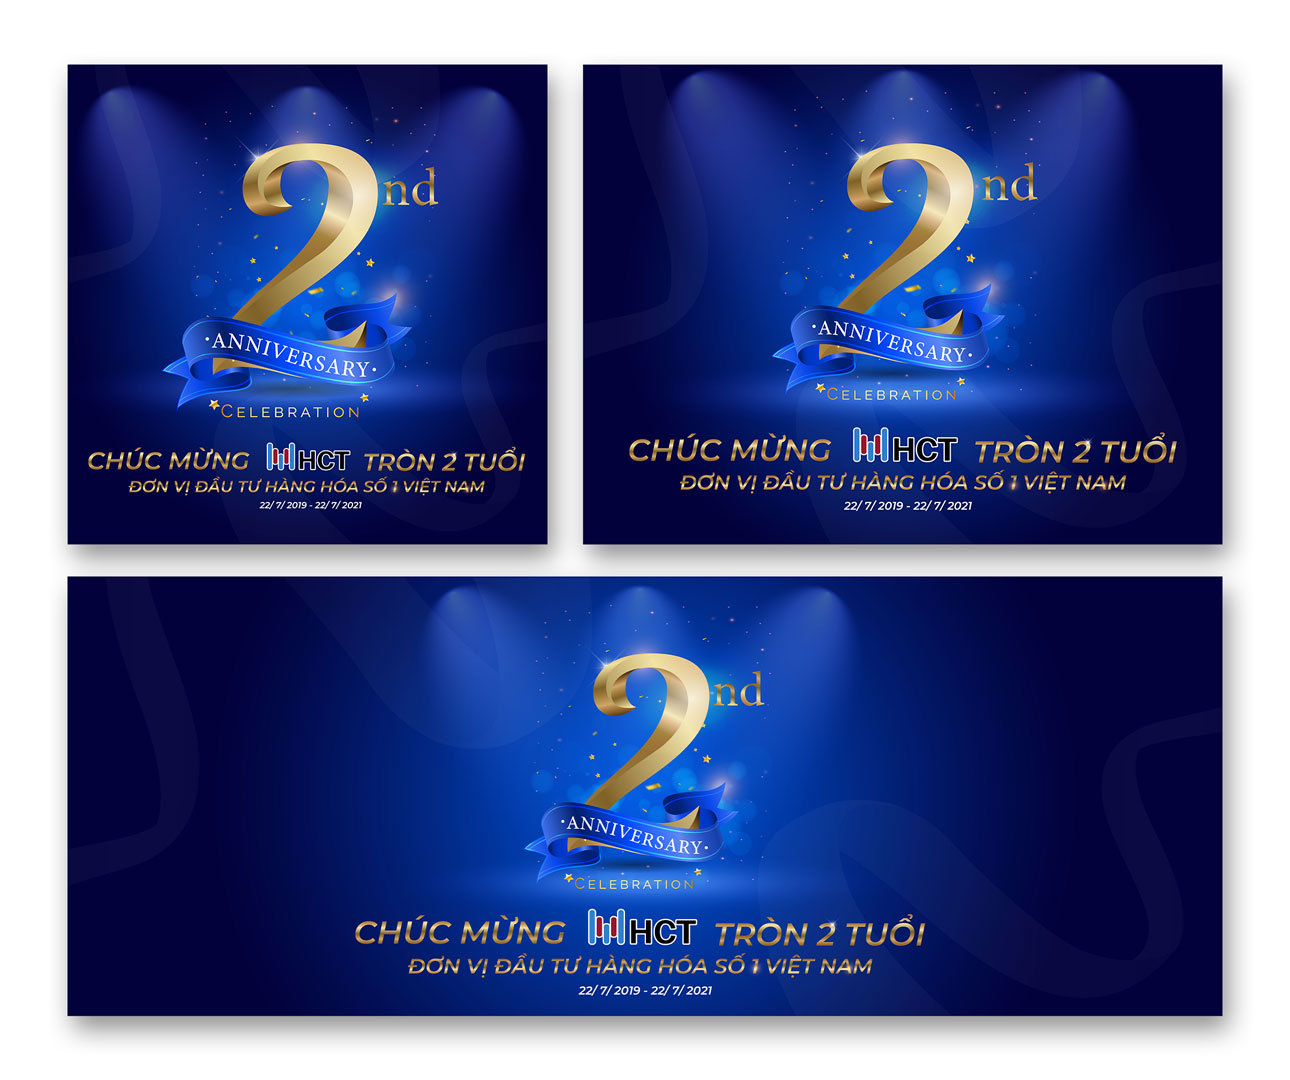 2nd
·ANNIVERSARY·
CELEBRATION
CHÚC MỪNG HCT TRÒN 2 TUỔI
ĐƠN VỊ ĐẦU TƯ HÀNG HÓA SỐ 1 VIỆT NAM
22/ 7/ 2019 - 22/ 7/ 2021
2nd
·ANNIVERSARY·
CELEBRATION
CHÚC MỪNG HCT TRÒN 2 TUỔI
ĐƠN VỊ ĐẦU TƯ HÀNG HÓA SỐ 1 VIỆT NAM
22/ 7/ 2019 - 22/ 7/ 2021
2nd
·ANNIVERSARY·
CELEBRATION
CHÚC MỪNG HCT TRÒN 2 TUỔI
ĐƠN VỊ ĐẦU TƯ HÀNG HÓA SỐ 1 VIỆT NAM
22/ 7/ 2019 - 22/ 7/ 2021